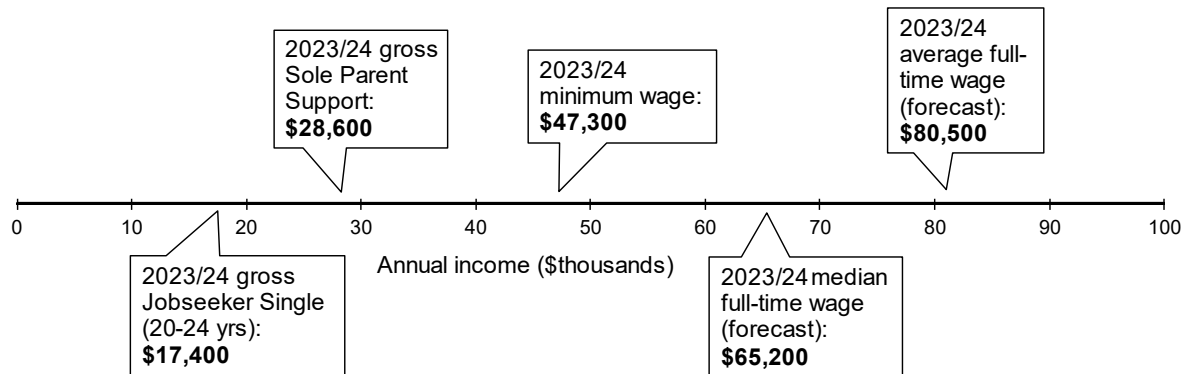 2023/24 gross
Sole Parent
Support:
$28,600
2023/24
minimum wage:
$47,300
2023/24
average full-
time wage
(forecast):
$80,500
0 10 20 30 40 50 60 70 80 90 100
Annual income ($thousands)
2023/24 gross
Jobseeker Single
(20-24 yrs):
$17,400
2023/24 median
full-time wage
(forecast):
$65,200